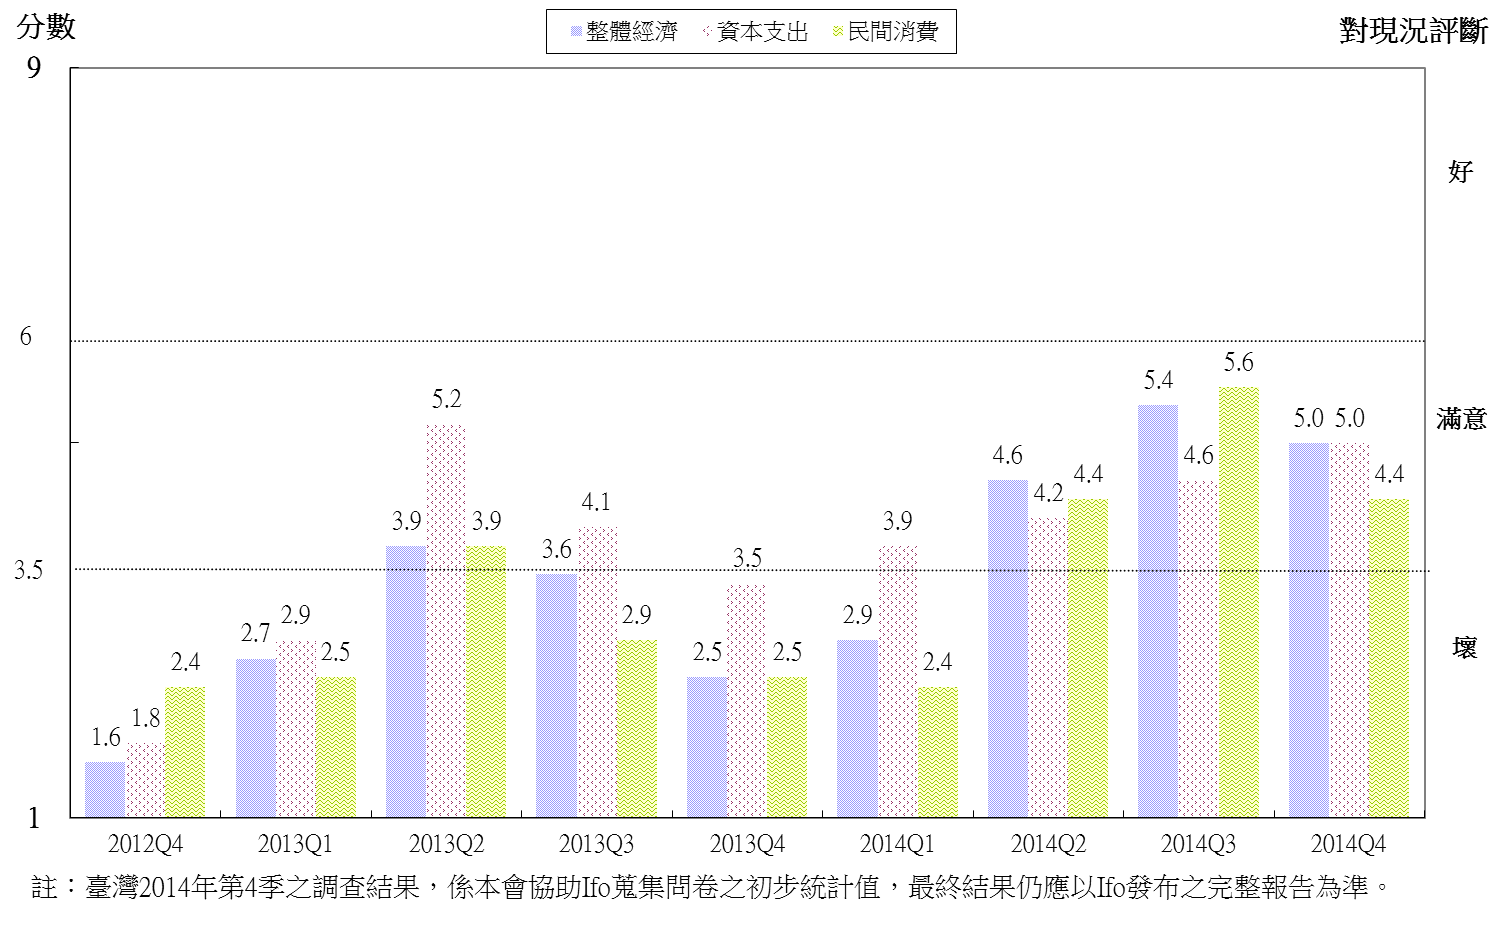 分數
整體經濟 資本支出 民間消費
對現況評斷
9
好
6
5.6
5.4
5.2
滿意
5.0 5.0
4.6 4.6
4.2 4.4 4.4
4.1
3.9 3.9 3.9
3.6 3.5
3.5
2.7 2.9 2.9 2.9
壞
2.4 2.5 2.5 2.5 2.4
1.6 1.8
1
2012Q4 2013Q1 2013Q2 2013Q3 2013Q4 2014Q1 2014Q2 2014Q3 2014Q4
註：臺灣2014年第4季之調查結果，係本會協助Ifo蒐集問卷之初步統計值，最終結果仍應以Ifo發布之完整報告為準。